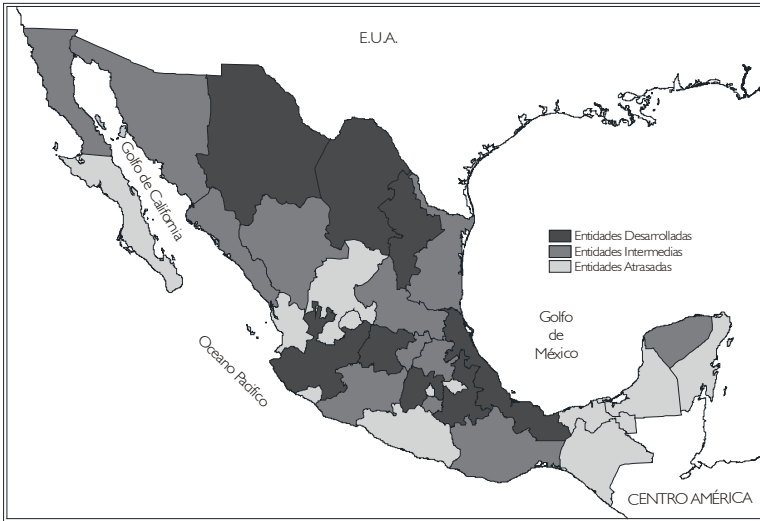 E.U.A.
Golfo de California
Entidades Desarrolladas
Entidades Intermedias
Entidades Atrasadas
Golfo
de
México
Oceano Pacífico
CENTRO AMÉRICA